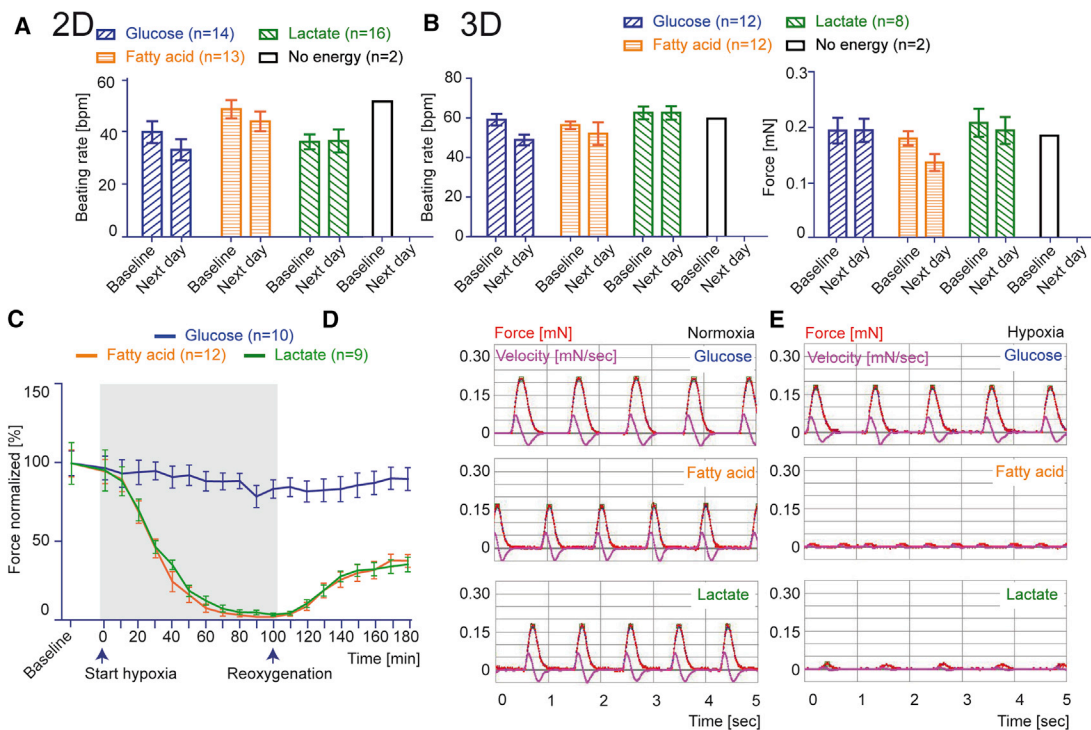 A 2D
Glucose (n=14) Lactate (n=16)
Fatty acid (n=13) No energy (n=2)
Beating rate [bpm]
60
40
20
0
Baseline Next day Baseline Next day Baseline Next day Baseline Next day
B 3D
Glucose (n=12) Lactate (n=8)
Fatty acid (n=12) No energy (n=2)
Beating rate [bpm]
80
60
40
20
0
Baseline Next day Baseline Next day Baseline Next day Baseline Next day
Force [mN]
0.3
0.2
0.1
0
Baseline Next day Baseline Next day Baseline Next day Baseline Next day
C
Glucose (n=10)
Fatty acid (n=12) Lactate (n=9)
Force normalized [%]
150
100
50
0
Baseline 0 20 40 60 80 100 120 140 160 180
Start hypoxia Reoxygenation Time [min]
D
Force [mN] Normoxia
Velocity [mN/sec] Glucose
0.30
0.15
0
Fatty acid
0.30
0.15
0
Lactate
0.30
0.15
0
0 1 2 3 4 5
Time [sec]
E
Force [mN] Hypoxia
Velocity [mN/sec] Glucose
0.30
0.15
0
Fatty acid
0.30
0.15
0
Lactate
0.30
0.15
0
0 1 2 3 4 5
Time [sec]